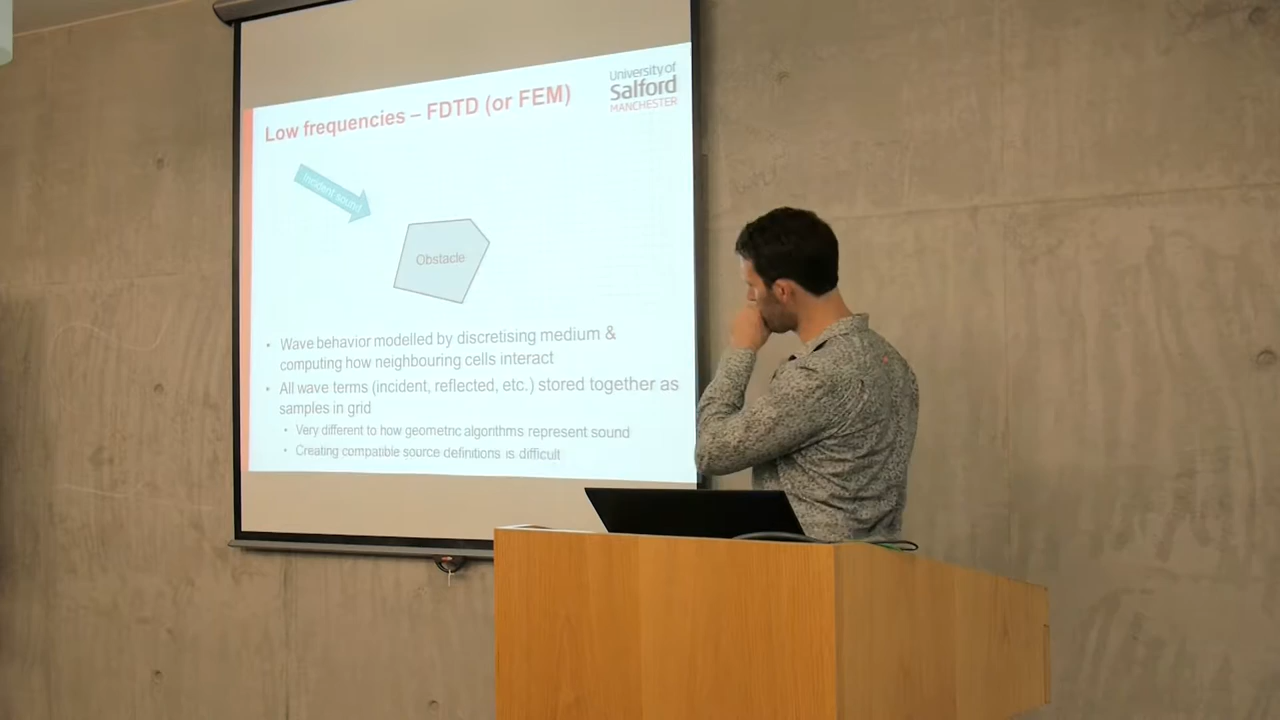 University of
Salford
MANCHESTER
Low frequencies – FDTD (or FEM)
Incident sound
Obstacle
• Wave behavior modelled by discretising medium &
computing how neighbouring cells interact
• All wave terms (incident, reflected, etc.) stored together as
samples in grid
• Very different to how geometric algorithms represent sound
• Creating compatible source definitions is difficult